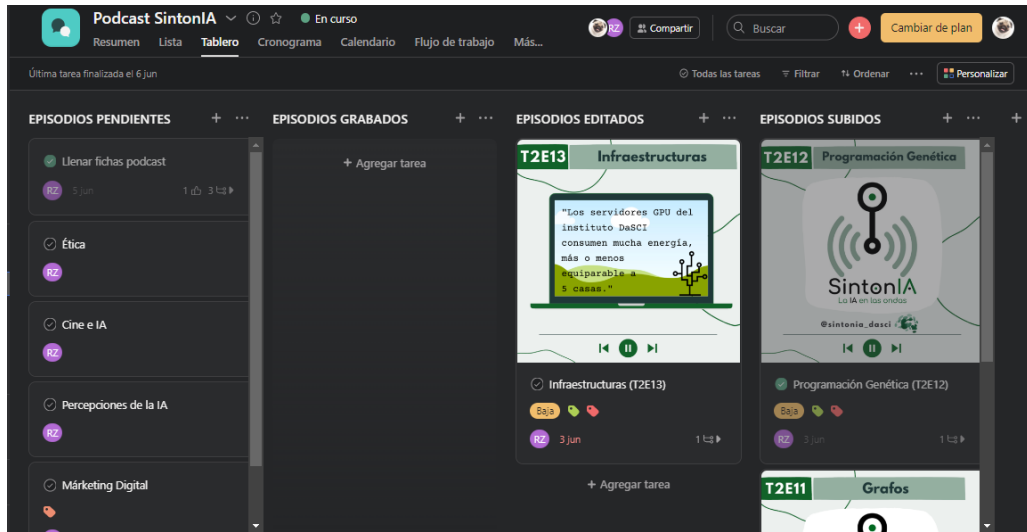 Podcast SintonIA
En curso
RZ
Compartir
Buscar
Cambiar de plan
Resumen Lista Tablero Cronograma Calendario Flujo de trabajo Más...
Última tarea finalizada el 6 jun
Todas las tareas
Filtrar
Ordenar
Personalizar
EPISODIOS PENDIENTES
Llenar fichas podcast
RZ 5 jun 1 3
Ética
RZ
Cine e IA
RZ
Percepciones de la IA
RZ
Márketing Digital
EPISODIOS GRABADOS
+ Agregar tarea
EPISODIOS EDITADOS
T2E13 Infraestructuras
"Los servidores GPU del
instituto DaSCI
consumen mucha energía,
más o menos
equiparable a
5 casas."
Infraestructuras (T2E13)
Baja
RZ 3 jun 1
+ Agregar tarea
EPISODIOS SUBIDOS
T2E12 Programación Genética
SintonIA
La IA en las ondas
@sintonia_dasci
Programación Genética (T2E12)
Baja
RZ 3 jun 1
T2E11 Grafos